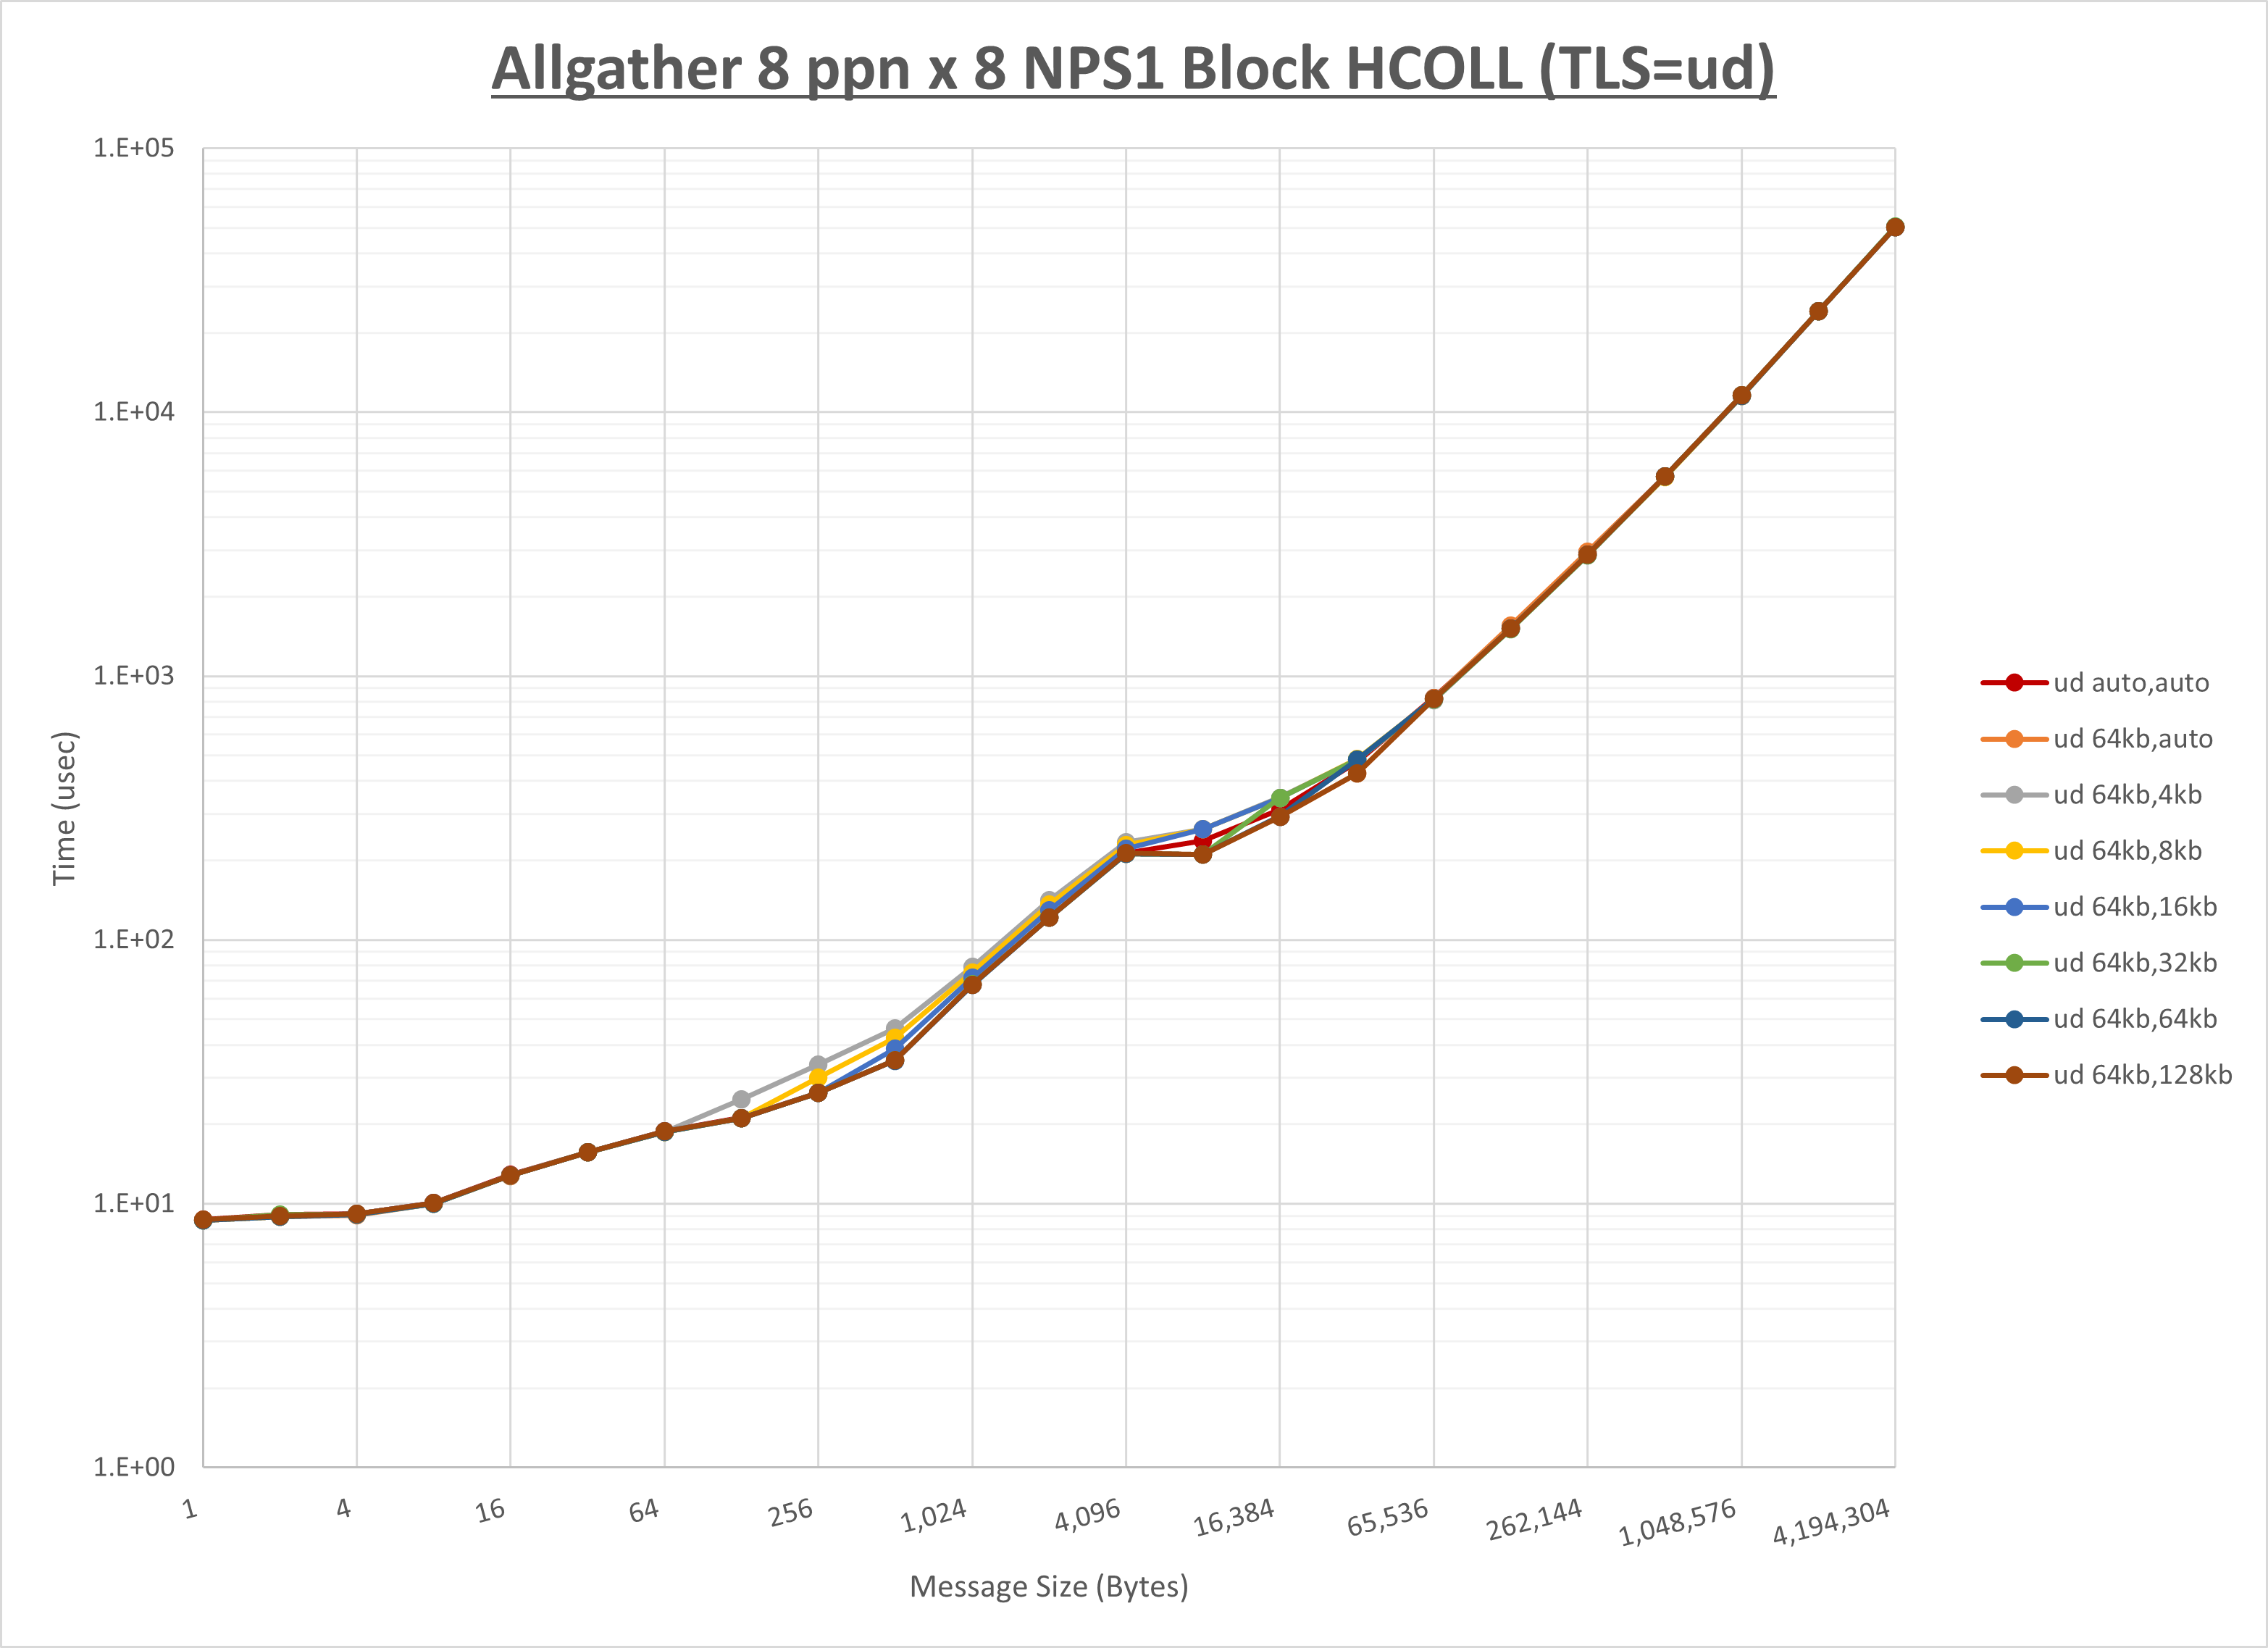 Allgather 8 ppn x 8 NPS1 Block HCOLL (TLS=ud)
1.E+05
1.E+04
1.E+03
1.E+02
1.E+01
1.E+00
Time (usec)
1
4
16
64
256
1,024
4,096
16,384
65,536
262,144
1,048,576
4,194,304
Message Size (Bytes)
ud auto,auto
ud 64kb,auto
ud 64kb,4kb
ud 64kb,8kb
ud 64kb,16kb
ud 64kb,32kb
ud 64kb,64kb
ud 64kb,128kb